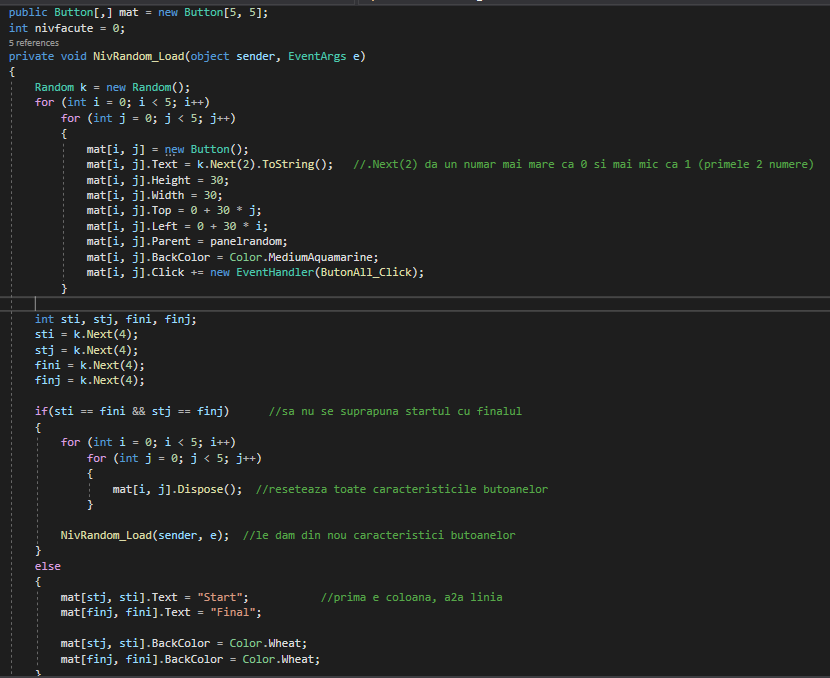 public Button[,] mat = new Button[5, 5];
int nivfacute = 0;
5 references
private void NivRandom_Load(object sender, EventArgs e)
{
    Random k = new Random();
    for (int i = 0; i < 5; i++)
        for (int j = 0; j < 5; j++)
        {
            mat[i, j] = new Button();
            mat[i, j].Text = k.Next(2).ToString();   //.Next(2) da un numar mai mare ca 0 si mai mic ca 1 (primele 2 numere)
            mat[i, j].Height = 30;
            mat[i, j].Width = 30;
            mat[i, j].Top = 0 + 30 * j;
            mat[i, j].Left = 0 + 30 * i;
            mat[i, j].Parent = panelrandom;
            mat[i, j].BackColor = Color.MediumAquamarine;
            mat[i, j].Click += new EventHandler(ButonAll_Click);
        }
    int sti, stj, fini, finj;
    sti = k.Next(4);
    stj = k.Next(4);
    fini = k.Next(4);
    finj = k.Next(4);
    if(sti == fini && stj == finj)      //sa nu se suprapuna startul cu finalul
    {
        for (int i = 0; i < 5; i++)
            for (int j = 0; j < 5; j++)
            {
                mat[i, j].Dispose();  //reseteaza toate caracteristicile butoanelor
            }
        NivRandom_Load(sender, e);  //le dam din nou caracteristici butoanelor
    }
    else
    {
        mat[stj, sti].Text = "Start";           //prima e coloana, a2a linia
        mat[finj, fini].Text = "Final";
        mat[stj, sti].BackColor = Color.Wheat;
        mat[finj, fini].BackColor = Color.Wheat;
    }